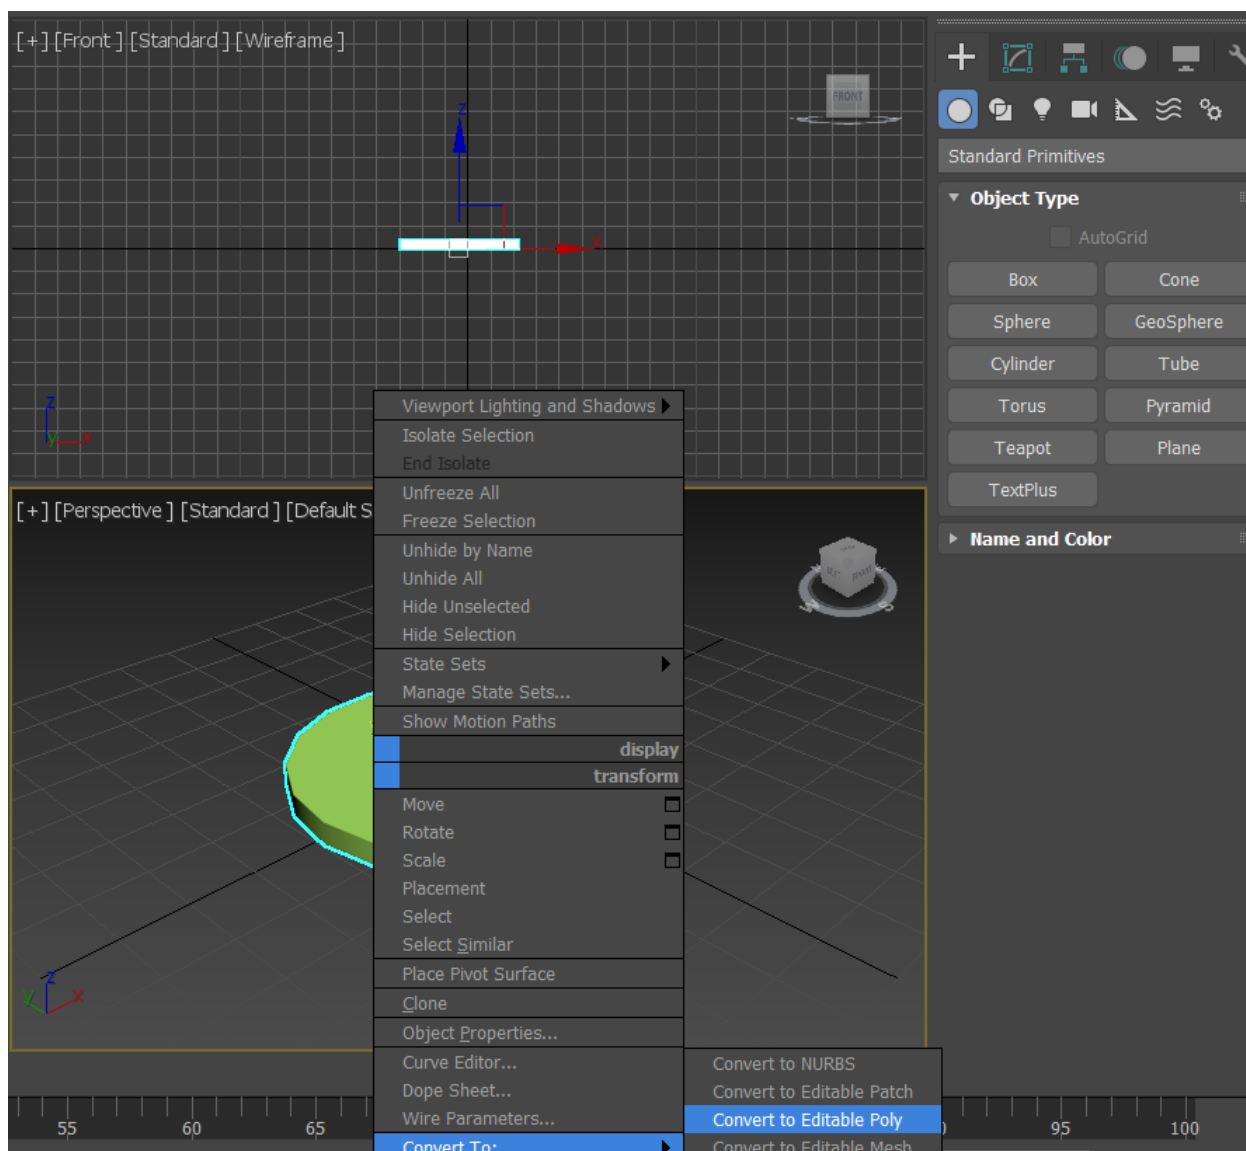 [+] [Front] [Standard] [Wireframe]
FRONT
z
x
z
y
x
Standard Primitives
Object Type
AutoGrid
Box Cone
Sphere GeoSphere
Cylinder Tube
Torus Pyramid
Teapot Plane
TextPlus
Name and Color
[+] [Perspective] [Standard] [Default S
z
y
x
Viewport Lighting and Shadows
Isolate Selection
End Isolate
Unfreeze All
Freeze Selection
Unhide by Name
Unhide All
Hide Unselected
Hide Selection
State Sets
Manage State Sets...
Show Motion Paths
display
transform
Move
Rotate
Scale
Placement
Select
Select Similar
Place Pivot Surface
Clone
Object Properties...
Curve Editor...
Dope Sheet...
Wire Parameters...
Convert To:
Convert to NURBS
Convert to Editable Patch
Convert to Editable Poly
Convert to Editable Mesh
55 60 65 95 100